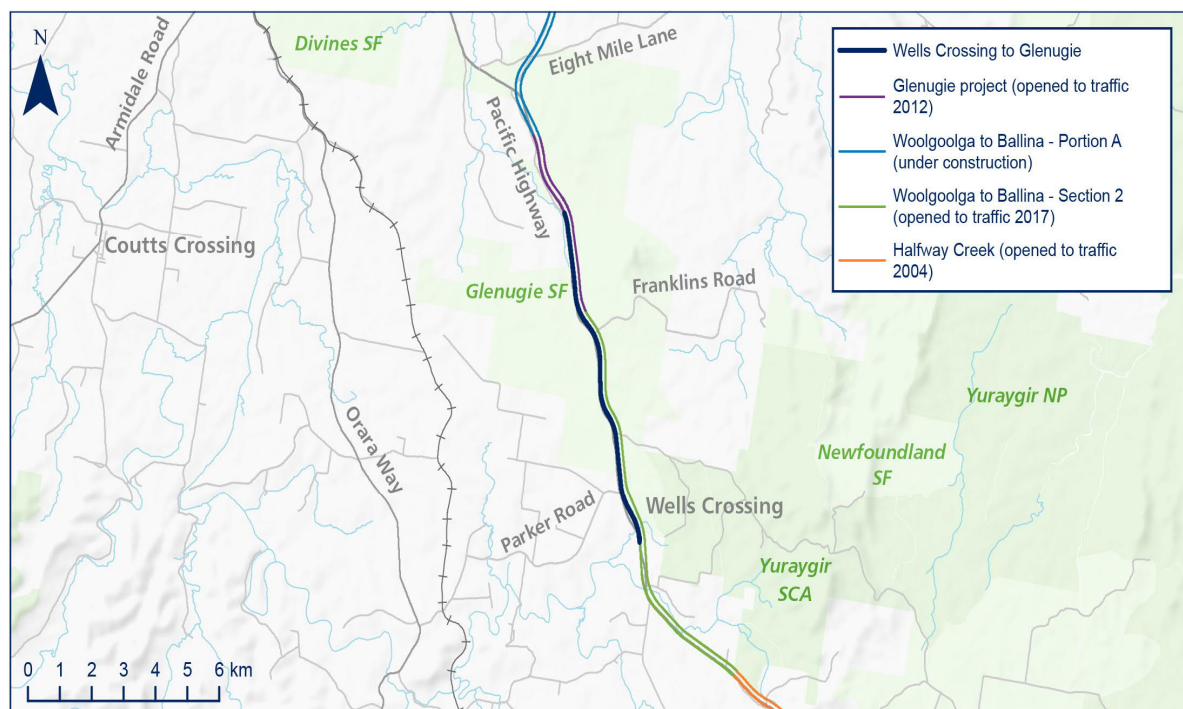 N
Divines SF
Eight Mile Lane
Armidale Road
Pacific Highway
Coutts Crossing
Franklins Road
Glenugie SF
Yuraygir NP
Orara Way
Newfoundland
SF
Wells Crossing
Parker Road
Yuraygir
SCA
0 1 2 3 4 5 6 km
Wells Crossing to Glenugie
Glenugie project (opened to traffic
2012)
Woolgoolga to Ballina - Portion A
(under construction)
Woolgoolga to Ballina - Section 2
(opened to traffic 2017)
Halfway Creek (opened to traffic
2004)